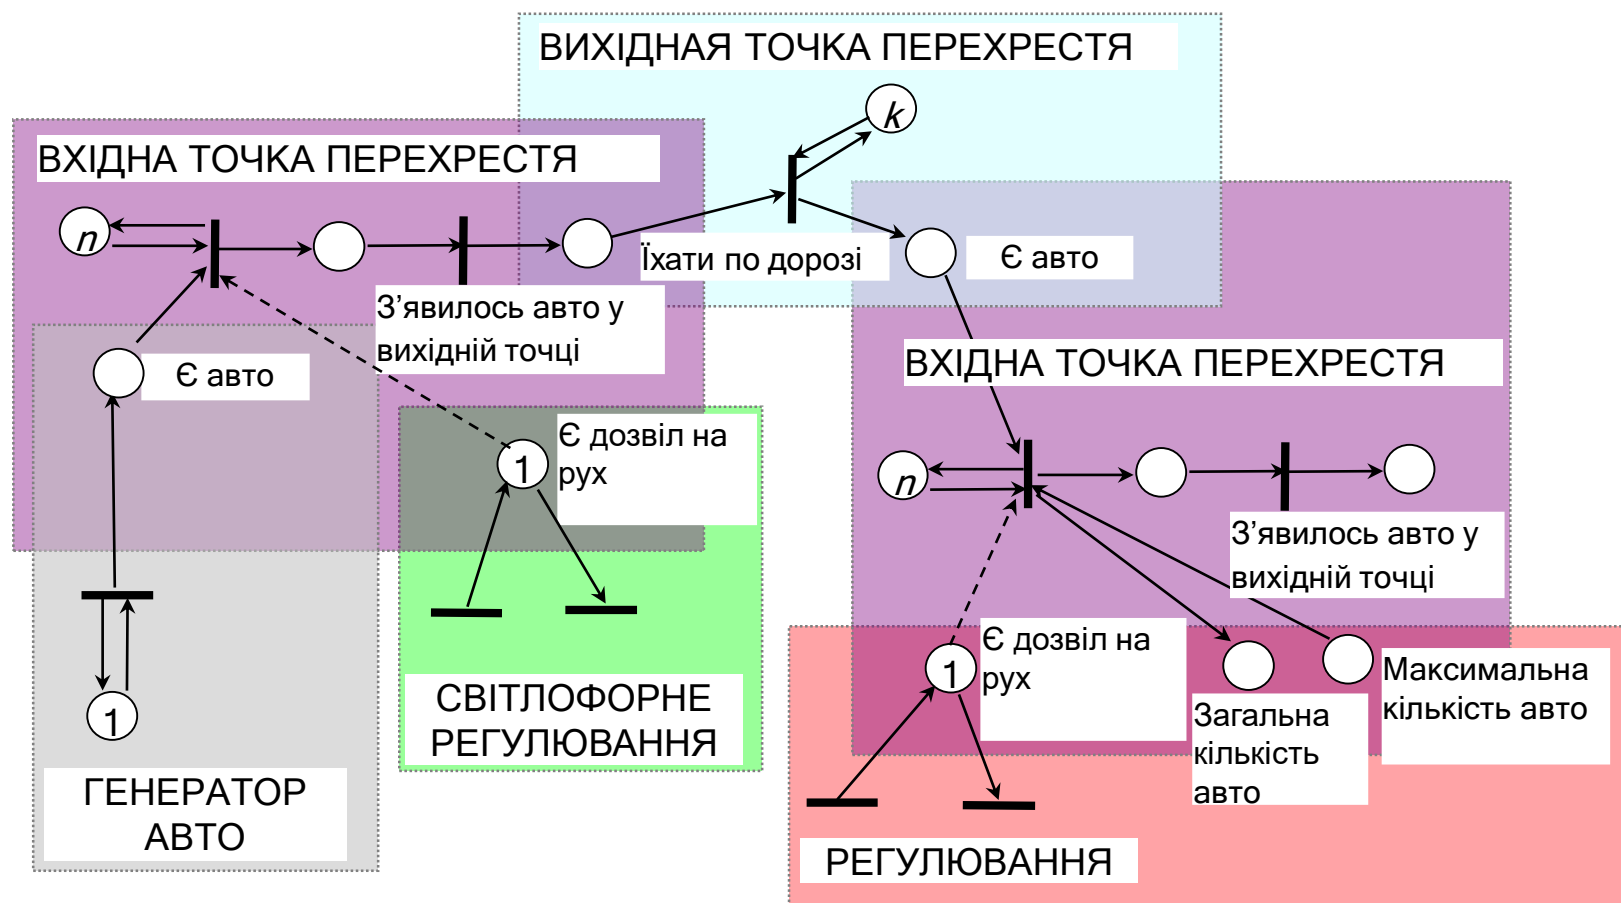 ВИХІДНАЯ ТОЧКА ПЕРЕХРЕСТЯ
k
ВХІДНА ТОЧКА ПЕРЕХРЕСТЯ
n
Їхати по дорозі
Є авто
З’явилось авто у
вихідній точці
Є авто
ВХІДНА ТОЧКА ПЕРЕХРЕСТЯ
Є дозвіл на
рух
1
n
З’явилось авто у
вихідній точці
Є дозвіл на
рух
1
Максимальна
кількість авто
Загальна
кількість
авто
СВІТЛОФОРНЕ
РЕГУЛЮВАННЯ
1
ГЕНЕРАТОР
АВТО
РЕГУЛЮВАННЯ